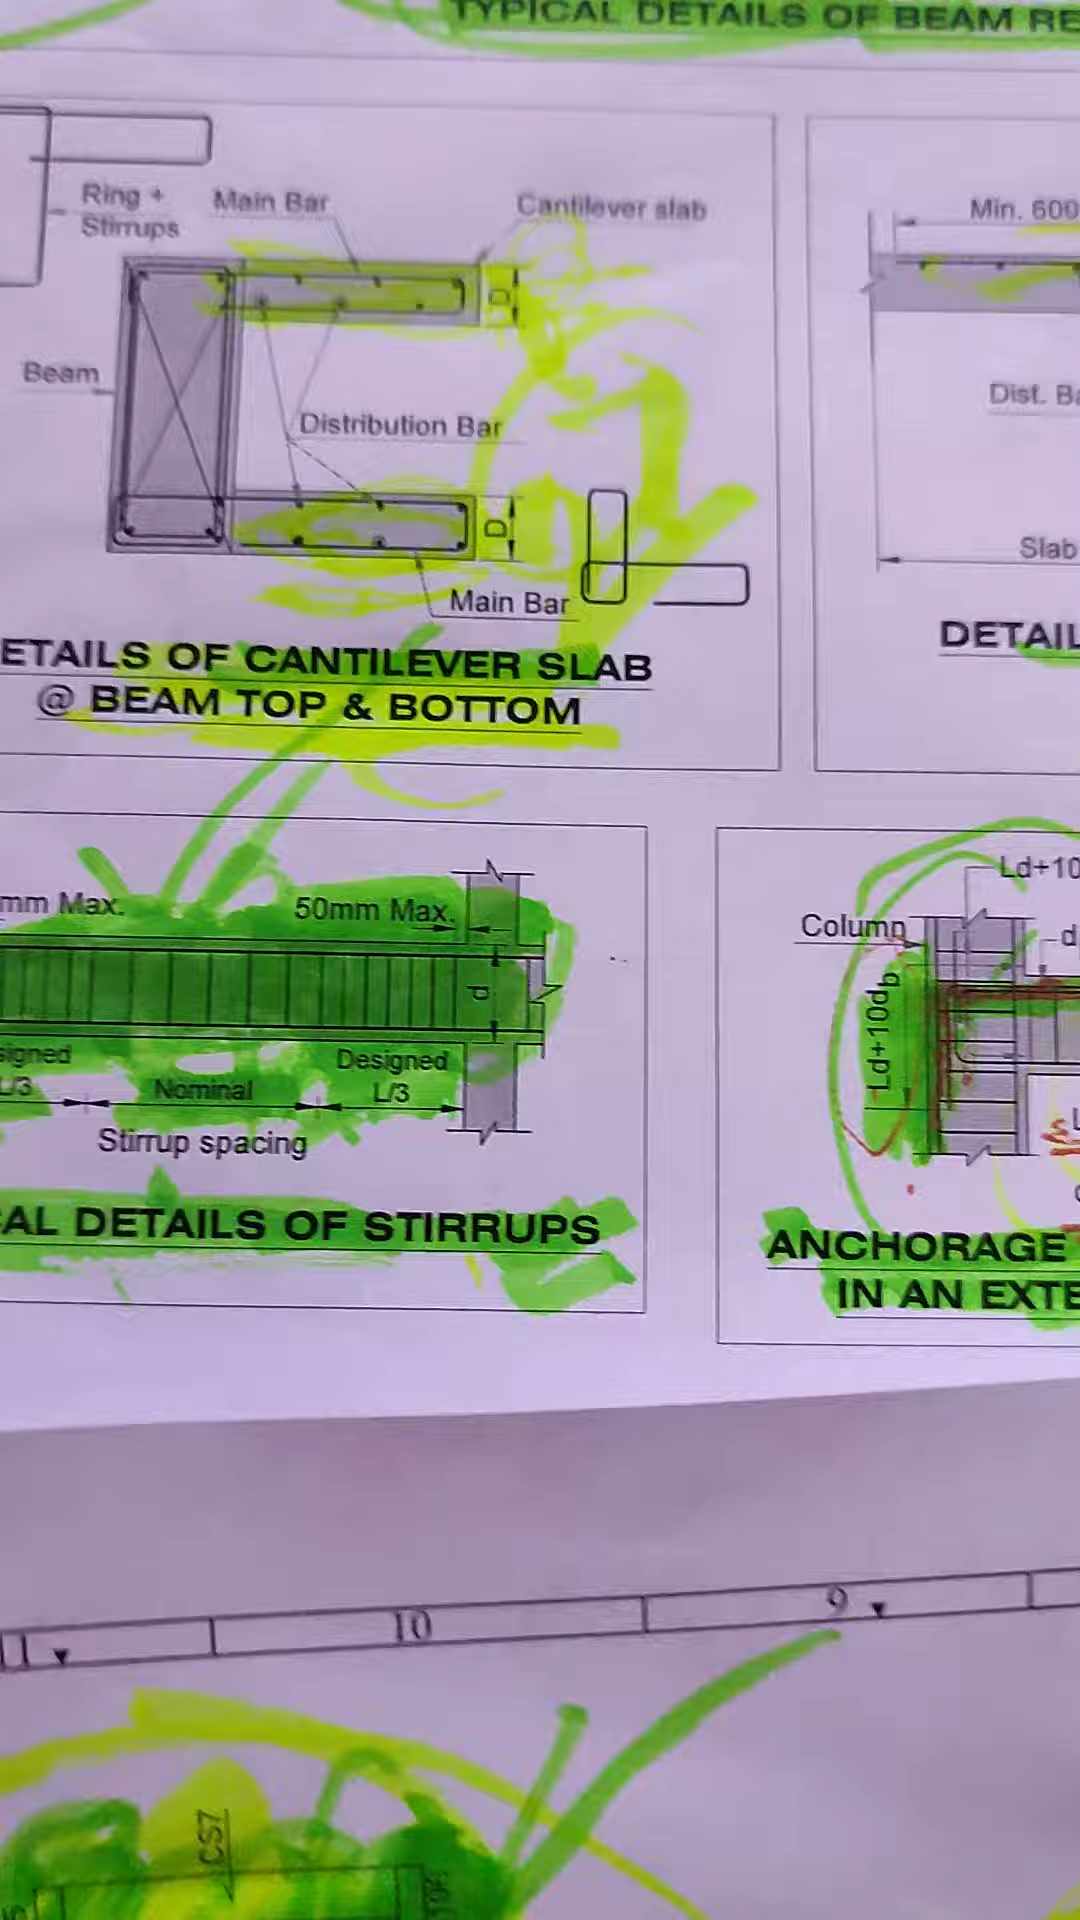 TYPICAL DETAILS OF BEAM RE
Ring +
Stirrups
Main Bar
Cantilever slab
D
Beam
Distribution Bar
D
Main Bar
ETAILS OF CANTILEVER SLAB
@ BEAM TOP & BOTTOM
Min. 600
Dist. Ba
Slab
DETAIL
mm Max.
50mm Max.
d
signed
L/3
Nominal
Designed
L/3
Stirrup spacing
CAL DETAILS OF STIRRUPS
Ld+10
Column
d
Ld+10db
ANCHORAGE
IN AN EXTE
11
10
9
CS7